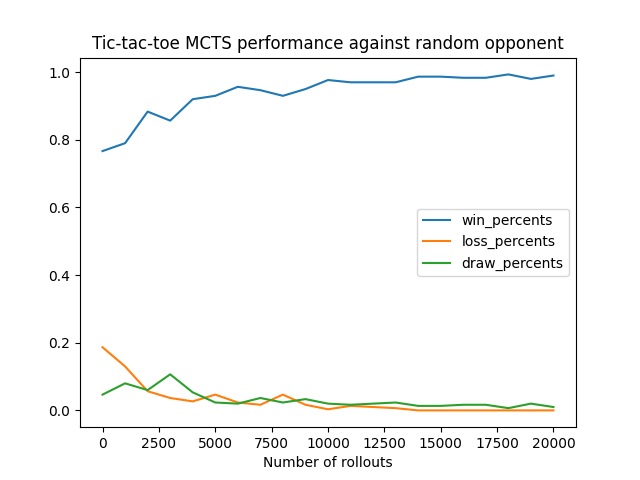 Tic-tac-toe MCTS performance against random opponent
1.0
0.8
0.6
0.4
0.2
0.0
win_percents
loss_percents
draw_percents
0 2500 5000 7500 10000 12500 15000 17500 20000
Number of rollouts